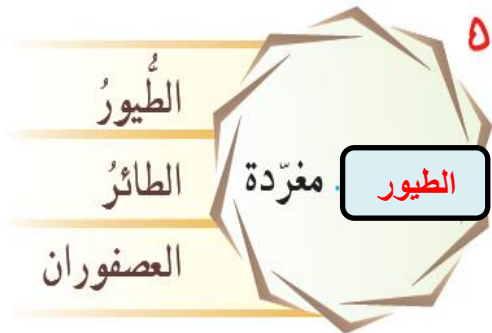 ٥
الطيور . مغرّدة
الطُّيورُ
الطائرُ
العصفوران